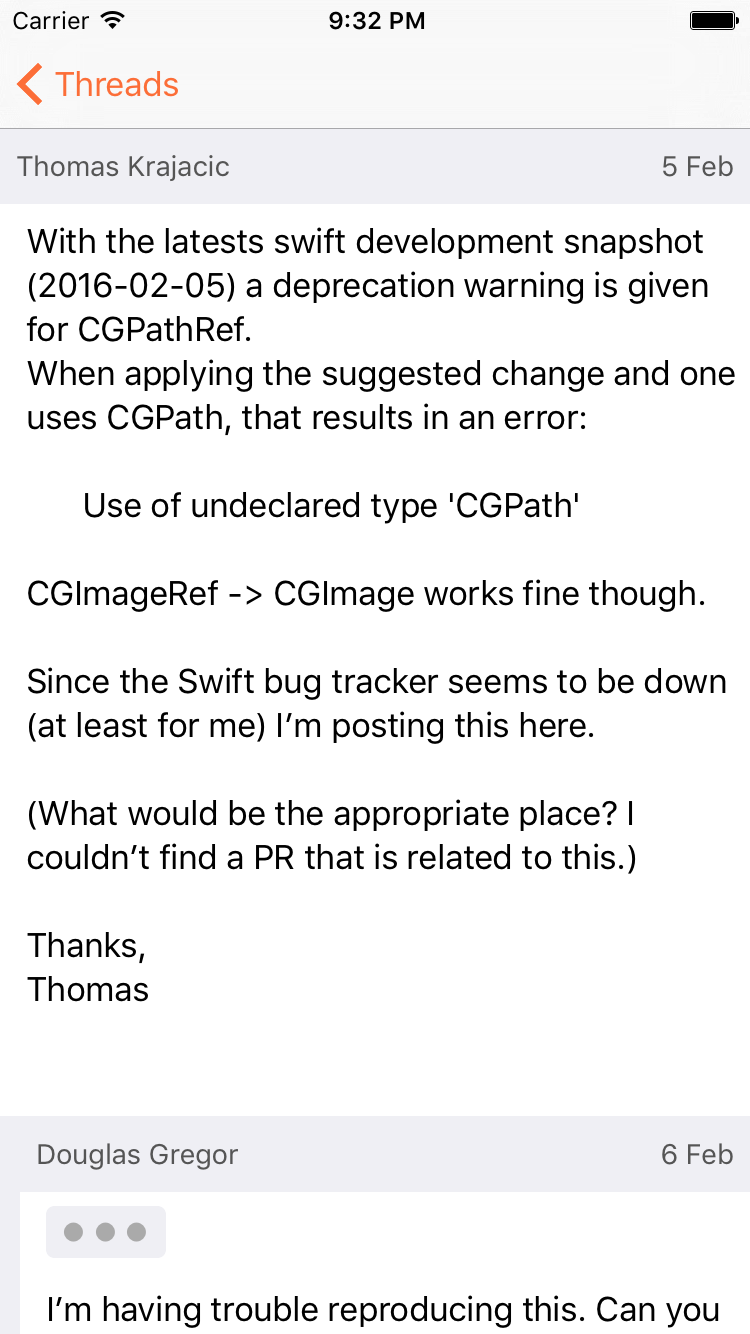 Carrier 9:32 PM
Threads
Thomas Krajacic 5 Feb
With the latests swift development snapshot
(2016-02-05) a deprecation warning is given
for CGPathRef.
When applying the suggested change and one
uses CGPath, that results in an error:
Use of undeclared type 'CGPath'
CGImageRef -> CGImage works fine though.
Since the Swift bug tracker seems to be down
(at least for me) I’m posting this here.
(What would be the appropriate place? I
couldn’t find a PR that is related to this.)
Thanks,
Thomas
Douglas Gregor 6 Feb
I’m having trouble reproducing this. Can you